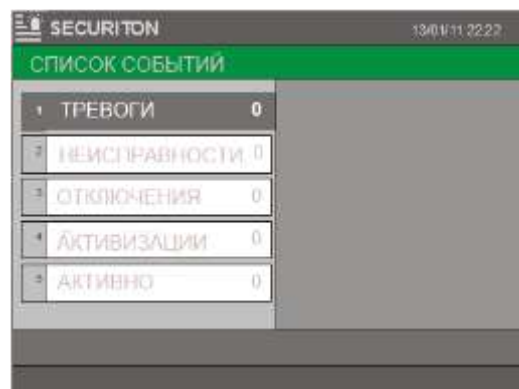 SECURITON 13/01/11 22:22
СПИСОК СОБЫТИЙ
1 ТРЕВОГИ 0
2 НЕИСПРАВНОСТИ 0
3 ОТКЛЮЧЕНИЯ 0
4 АКТИВИЗАЦИИ 0
5 АКТИВНО 0